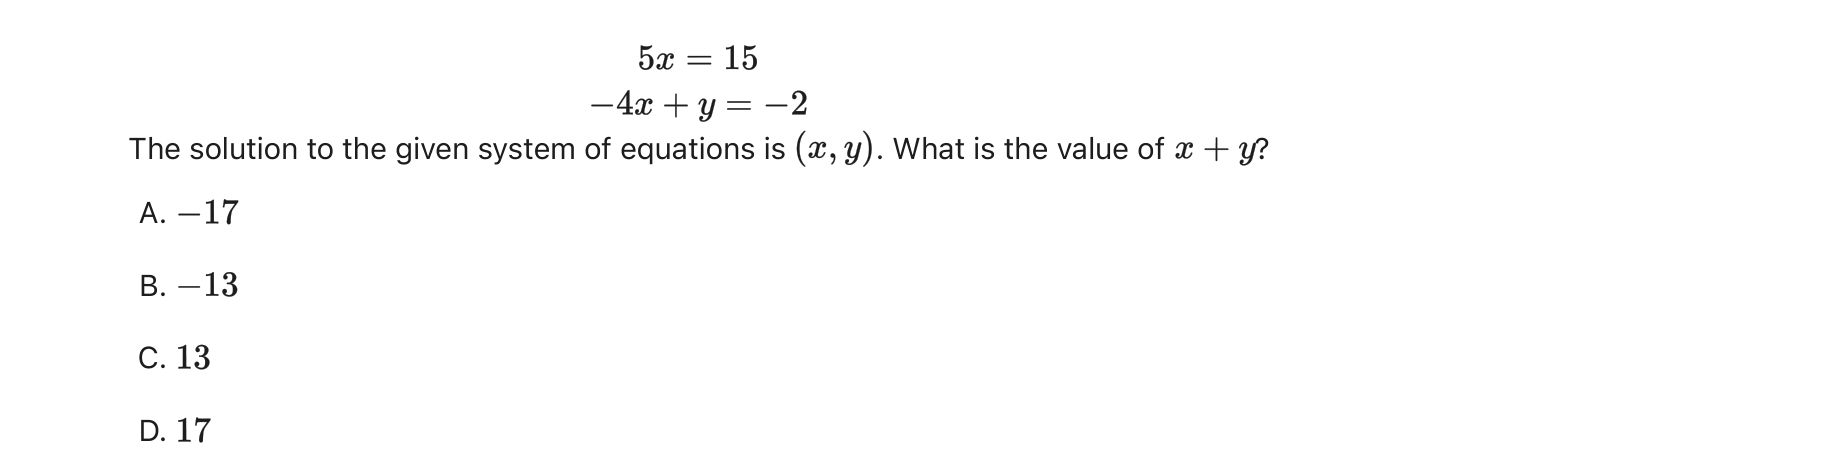 5x = 15
−4x + y = −2
The solution to the given system of equations is (x, y). What is the value of x + y?
A. −17
B. −13
C. 13
D. 17